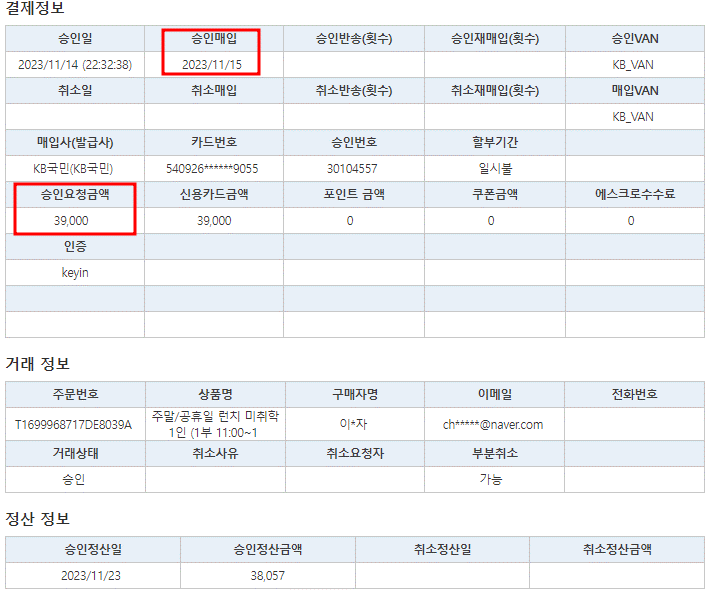 결제정보
승인일 승인매입 승인반송(횟수) 승인재매입(횟수) 승인VAN
2023/11/14 (22:32:38) 2023/11/15 KB_VAN
취소일 취소매입 취소반송(횟수) 취소재매입(횟수) 매입VAN
KB_VAN
매입사(발급사) 카드번호 승인번호 할부기간
KB국민(KB국민) 540926******9055 30104557 일시불
승인요청금액 신용카드금액 포인트 금액 쿠폰금액 에스크로수수료
39,000 39,000 0 0 0
인증
keyin
거래 정보
주문번호 상품명 구매자명 이메일 전화번호
T1699968717DE8039A 주말/공휴일 런치 미취학 이*자 ch*****@naver.com
1인 (1부 11:00~1
거래상태 취소사유 취소요청자 부분취소
승인 가능
정산 정보
승인정산일 승인정산금액 취소정산일 취소정산금액
2023/11/23 38,057